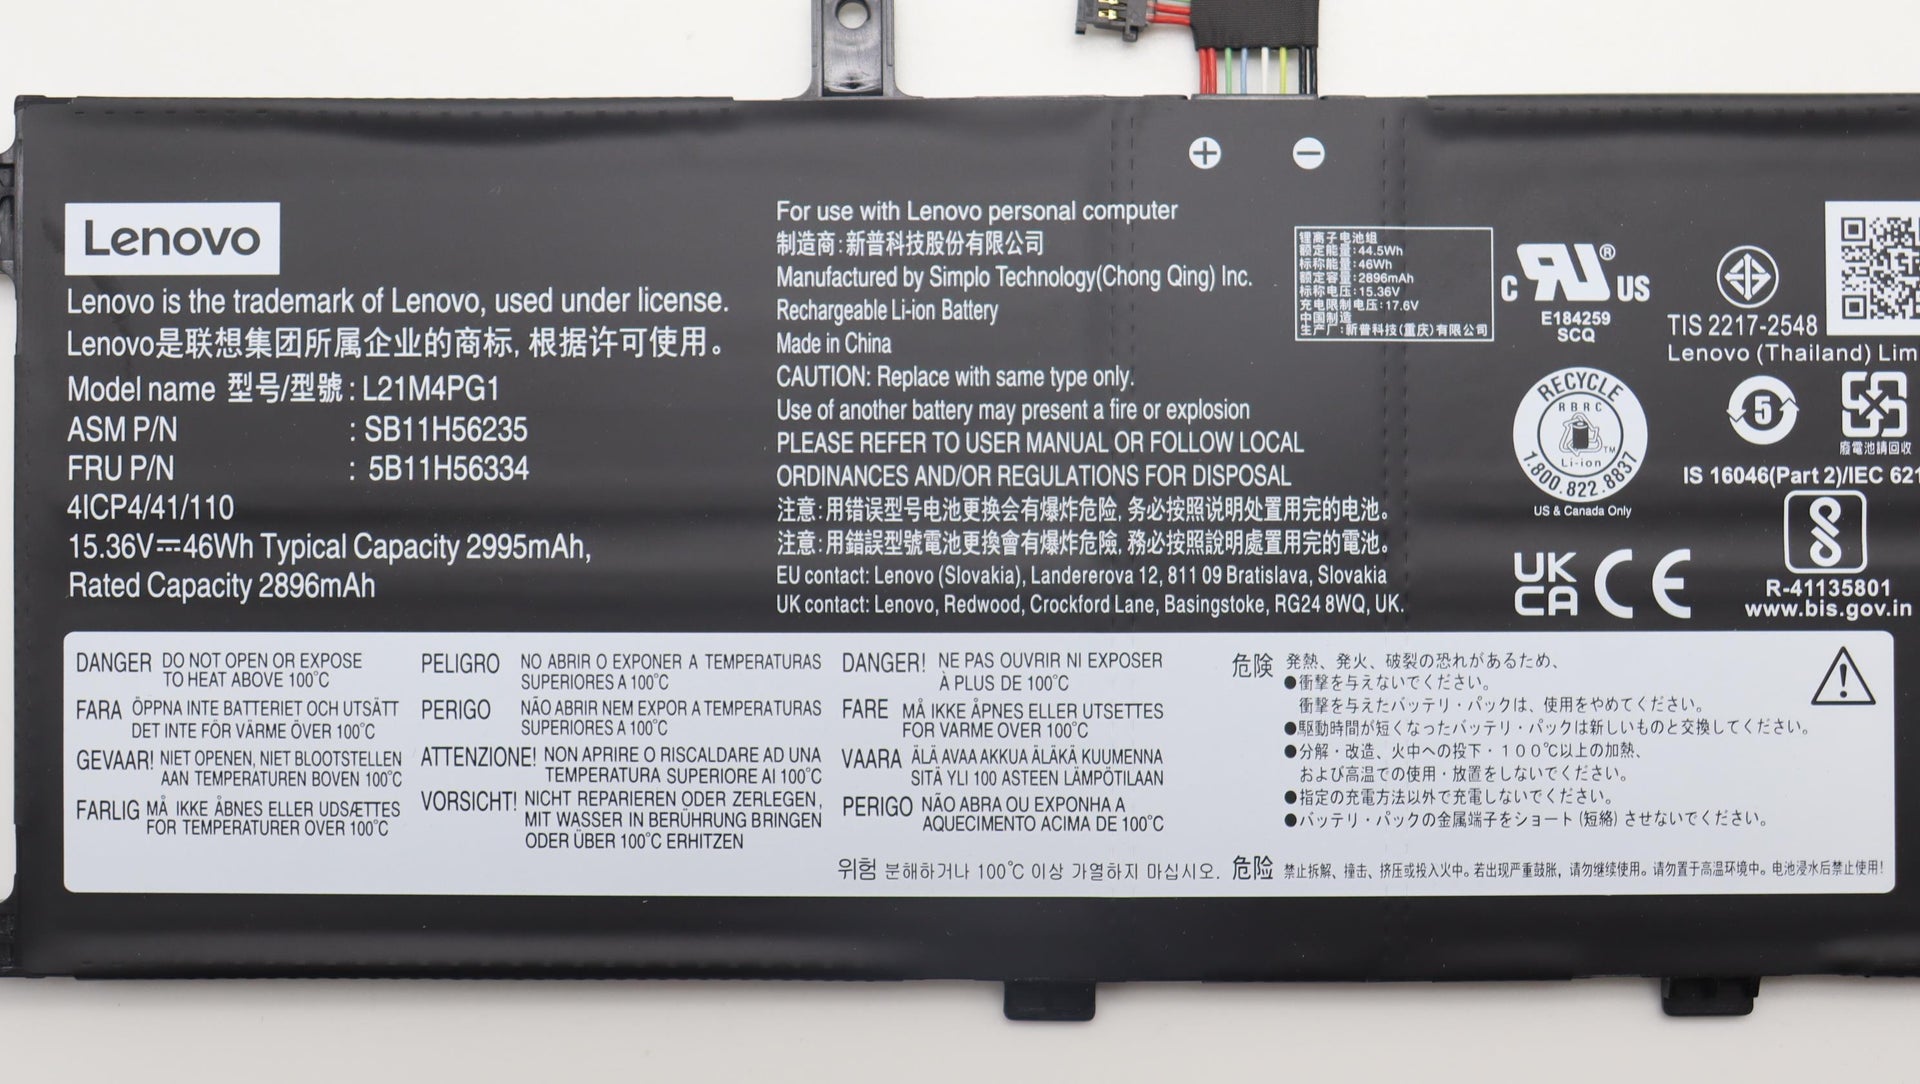 Lenovo
Lenovo is the trademark of Lenovo, used under license.
Lenovo是联想集团所属企业的商标, 根据许可使用。
Model name 型号/型號: L21M4PG1
ASM P/N : SB11H56235
FRU P/N : 5B11H56334
4ICP4/41/110
15.36V⎓46Wh Typical Capacity 2995mAh,
Rated Capacity 2896mAh
For use with Lenovo personal computer
制造商: 新普科技股份有限公司
Manufactured by Simplo Technology(Chong Qing) Inc.
Rechargeable Li-ion Battery
Made in China
CAUTION: Replace with same type only.
Use of another battery may present a fire or explosion
PLEASE REFER TO USER MANUAL OR FOLLOW LOCAL
ORDINANCES AND/OR REGULATIONS FOR DISPOSAL
注意: 用错误型号电池更换会有爆炸危险, 务必按照说明处置用完的电池。
注意: 用錯誤型號電池更換會有爆炸危險, 務必按照說明處置用完的電池。
EU contact: Lenovo (Slovakia), Landererova 12, 811 09 Bratislava, Slovakia
UK contact: Lenovo, Redwood, Crockford Lane, Basingstoke, RG24 8WQ, UK.
+ −
锂离子电池组
额定能量: 44.5Wh
标称能量: 46Wh
额定容量: 2896mAh
标称电压: 15.36V
充电限制电压: 17.6V
中国制造
生产厂: 新普科技(重庆)有限公司
C RU® US
E184259
SCQ
RECYCLE
RBRC
Li-ion
TM
1.800.822.8837
US & Canada Only
UK
CA CE
TIS 2217-2548
Lenovo (Thailand) Lim
5
廢電池請回收
IS 16046(Part 2)/IEC 621
R-41135801
www.bis.gov.in
DANGER DO NOT OPEN OR EXPOSE
TO HEAT ABOVE 100°C
FARA ÖPPNA INTE BATTERIET OCH UTSÄTT
DET INTE FÖR VÄRME ÖVER 100°C
GEVAAR! NIET OPENEN, NIET BLOOTSTELLEN
AAN TEMPERATUREN BOVEN 100°C
FARLIG MÅ IKKE ÅBNES ELLER UDSÆTTES
FOR TEMPERATURER OVER 100°C
PELIGRO NO ABRIR O EXPONER A TEMPERATURAS
SUPERIORES A 100°C
PERIGO NÃO ABRIR NEM EXPOR A TEMPERATURAS
SUPERIORES A 100°C
ATTENZIONE! NON APRIRE O RISCALDARE AD UNA
TEMPERATURA SUPERIORE AI 100°C
VORSICHT! NICHT REPARIEREN ODER ZERLEGEN,
MIT WASSER IN BERÜHRUNG BRINGEN
ODER ÜBER 100°C ERHITZEN
DANGER! NE PAS OUVRIR NI EXPOSER
À PLUS DE 100°C
FARE MÅ IKKE ÅPNES ELLER UTSETTES
FOR VARME OVER 100°C
VAARA ÄLÄ AVAA AKKUA ÄLÄKÄ KUUMENNA
SITÄ YLI 100 ASTEEN LÄMPÖTILAAN
PERIGO NÃO ABRA OU EXPONHA A
AQUECIMENTO ACIMA DE 100°C
위험 분해하거나 100°C 이상 가열하지 마십시오.
危険 発熱、発火、破裂の恐れがあるため、
●衝撃を与えないでください。
衝撃を与えたバッテリ・パックは、使用をやめてください。
●駆動時間が短くなったバッテリ・パックは新しいものと交換してください。
●分解・改造、火中への投下・100℃以上の加熱、
および高温での使用・放置をしないでください。
●指定の充電方法以外で充電しないでください。
●バッテリ・パックの金属端子をショート (短絡) させないでください。
危险 禁止拆解、撞击、挤压或投入火中。若出现严重鼓胀，请勿继续使用。请勿置于高温环境中。电池浸水后禁止使用!